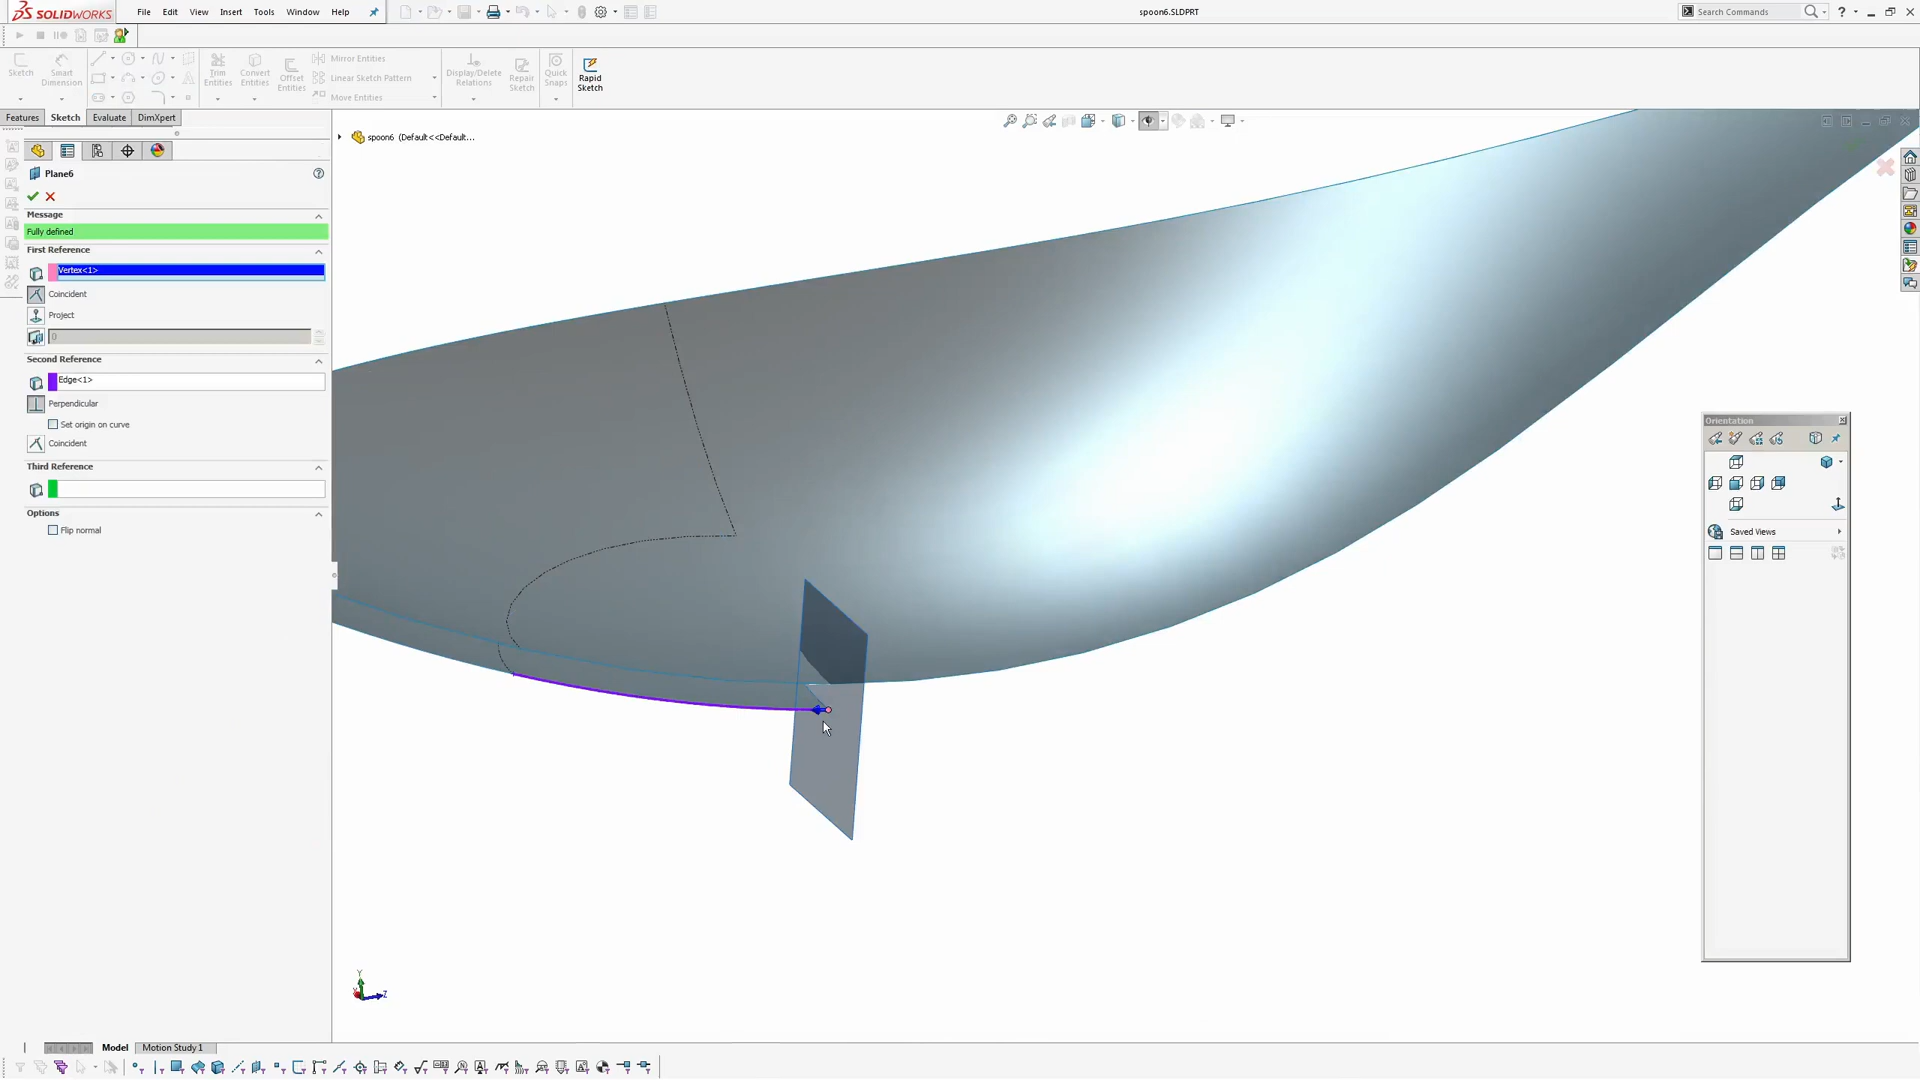 SOLIDWORKS File Edit View Insert Tools Window Help spoon6.SLDPRT Search Commands
Sketch Smart Dimension Trim Entities Convert Entities Offset Entities Mirror Entities Linear Sketch Pattern Move Entities Display/Delete Relations Repair Sketch Quick Snaps Rapid Sketch
Features Sketch Evaluate DimXpert
spoon6 (Default<<Default...
Plane6
Message
Fully defined
First Reference
Vertex<1>
Coincident
Project
0
Second Reference
Edge<1>
Perpendicular
Set origin on curve
Coincident
Third Reference
Options
Flip normal
Orientation
Saved Views
Y
Z
Model Motion Study 1